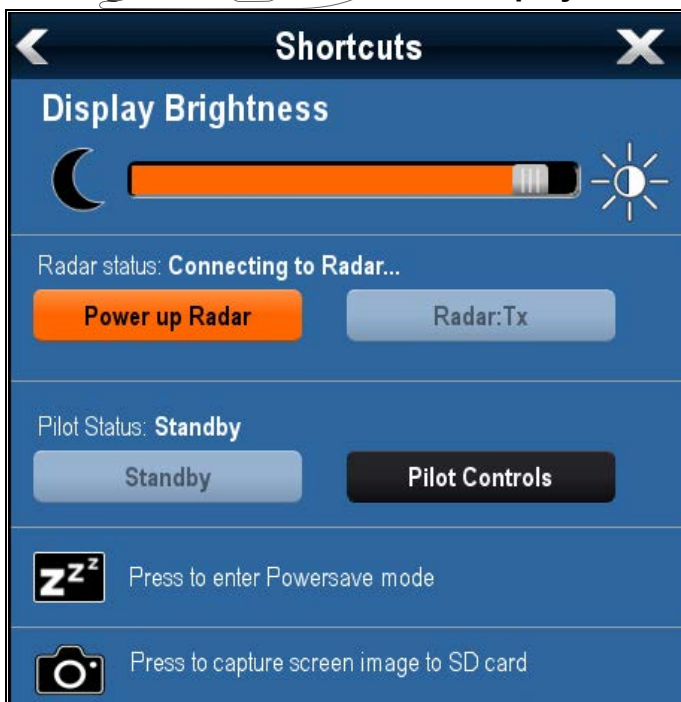 Shortcuts
Display Brightness
Radar status: Connecting to Radar...
Power up Radar Radar:Tx
Pilot Status: Standby
Standby Pilot Controls
zzz Press to enter Powersave mode
Press to capture screen image to SD card